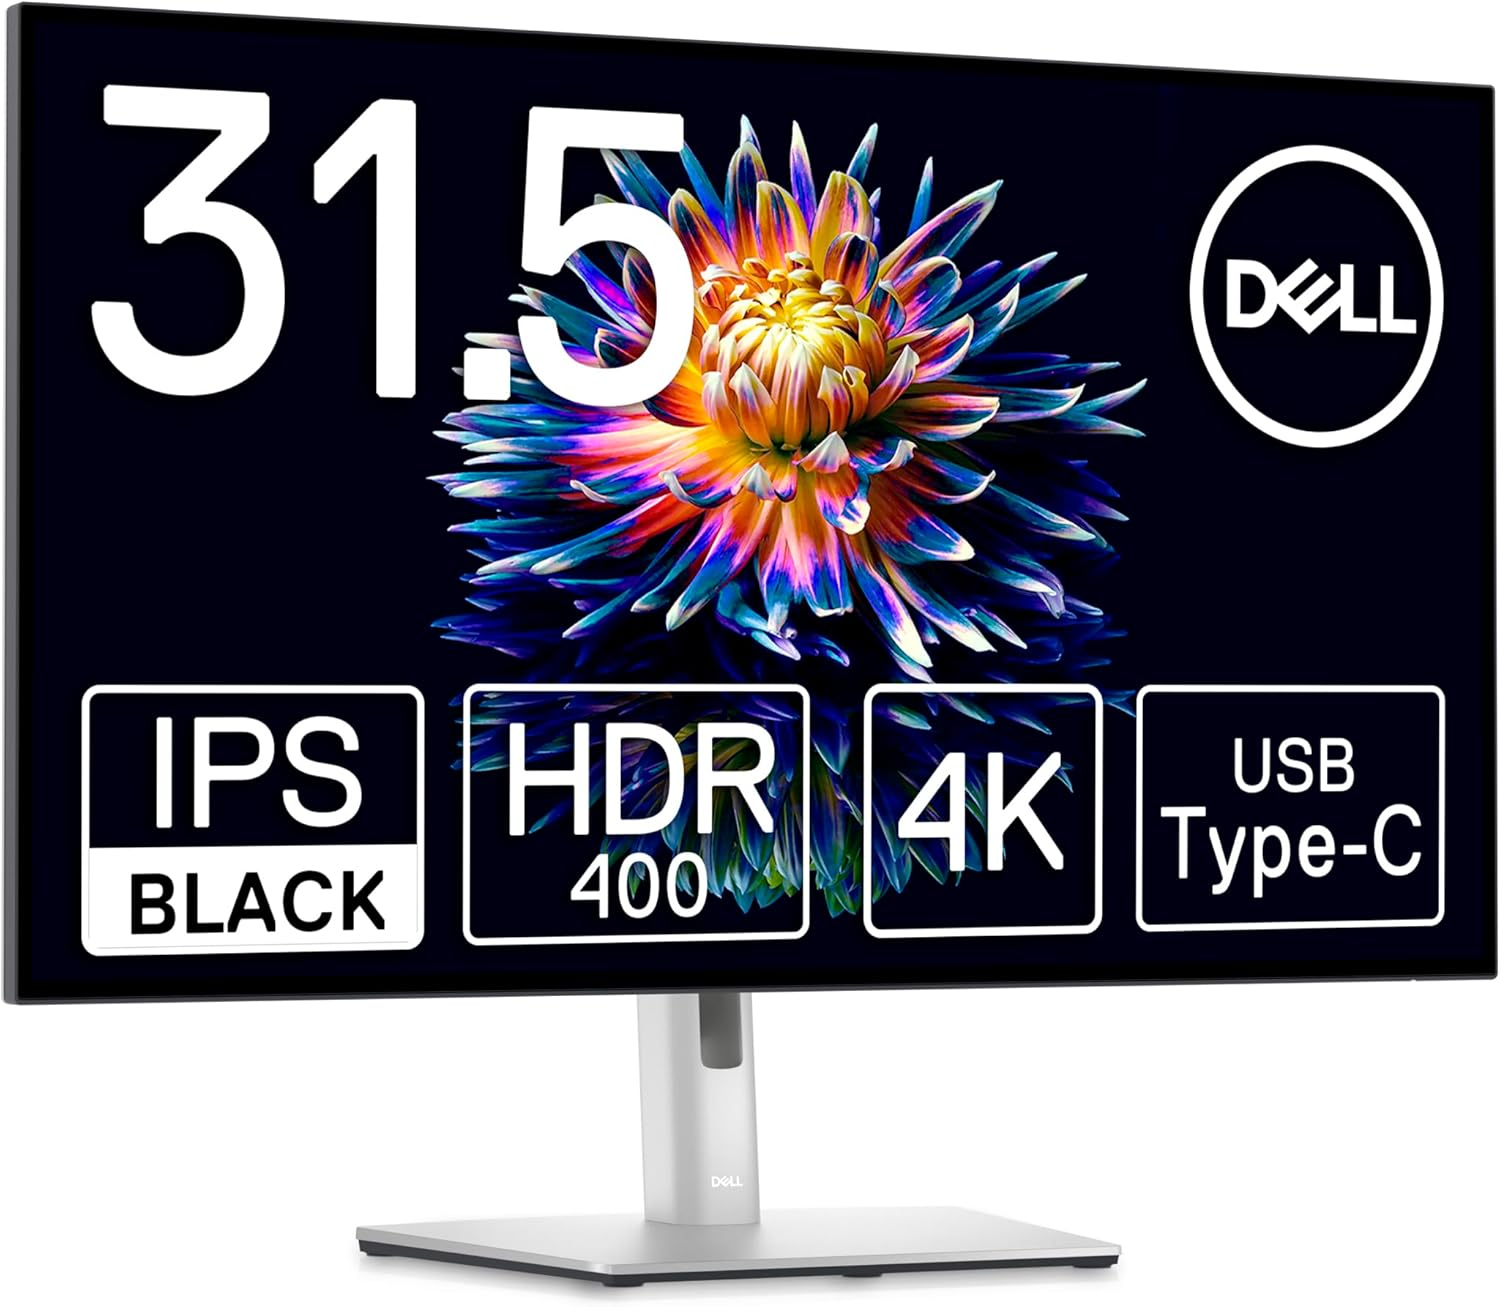 31.5
DELL
IPS
BLACK
HDR
400
4K
USB
Type-C
DELL